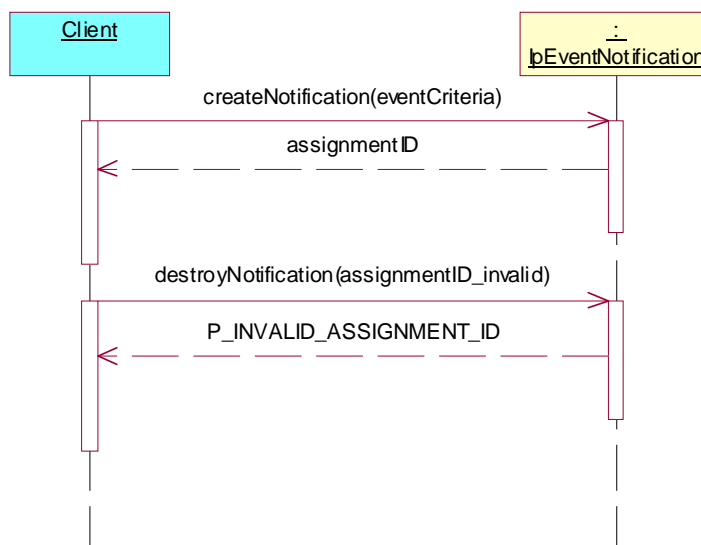 Client
:
IpEventNotification
createNotification(eventCriteria)
assignmentID
destroyNotification(assignmentID_invalid)
P_INVALID_ASSIGNMENT_ID